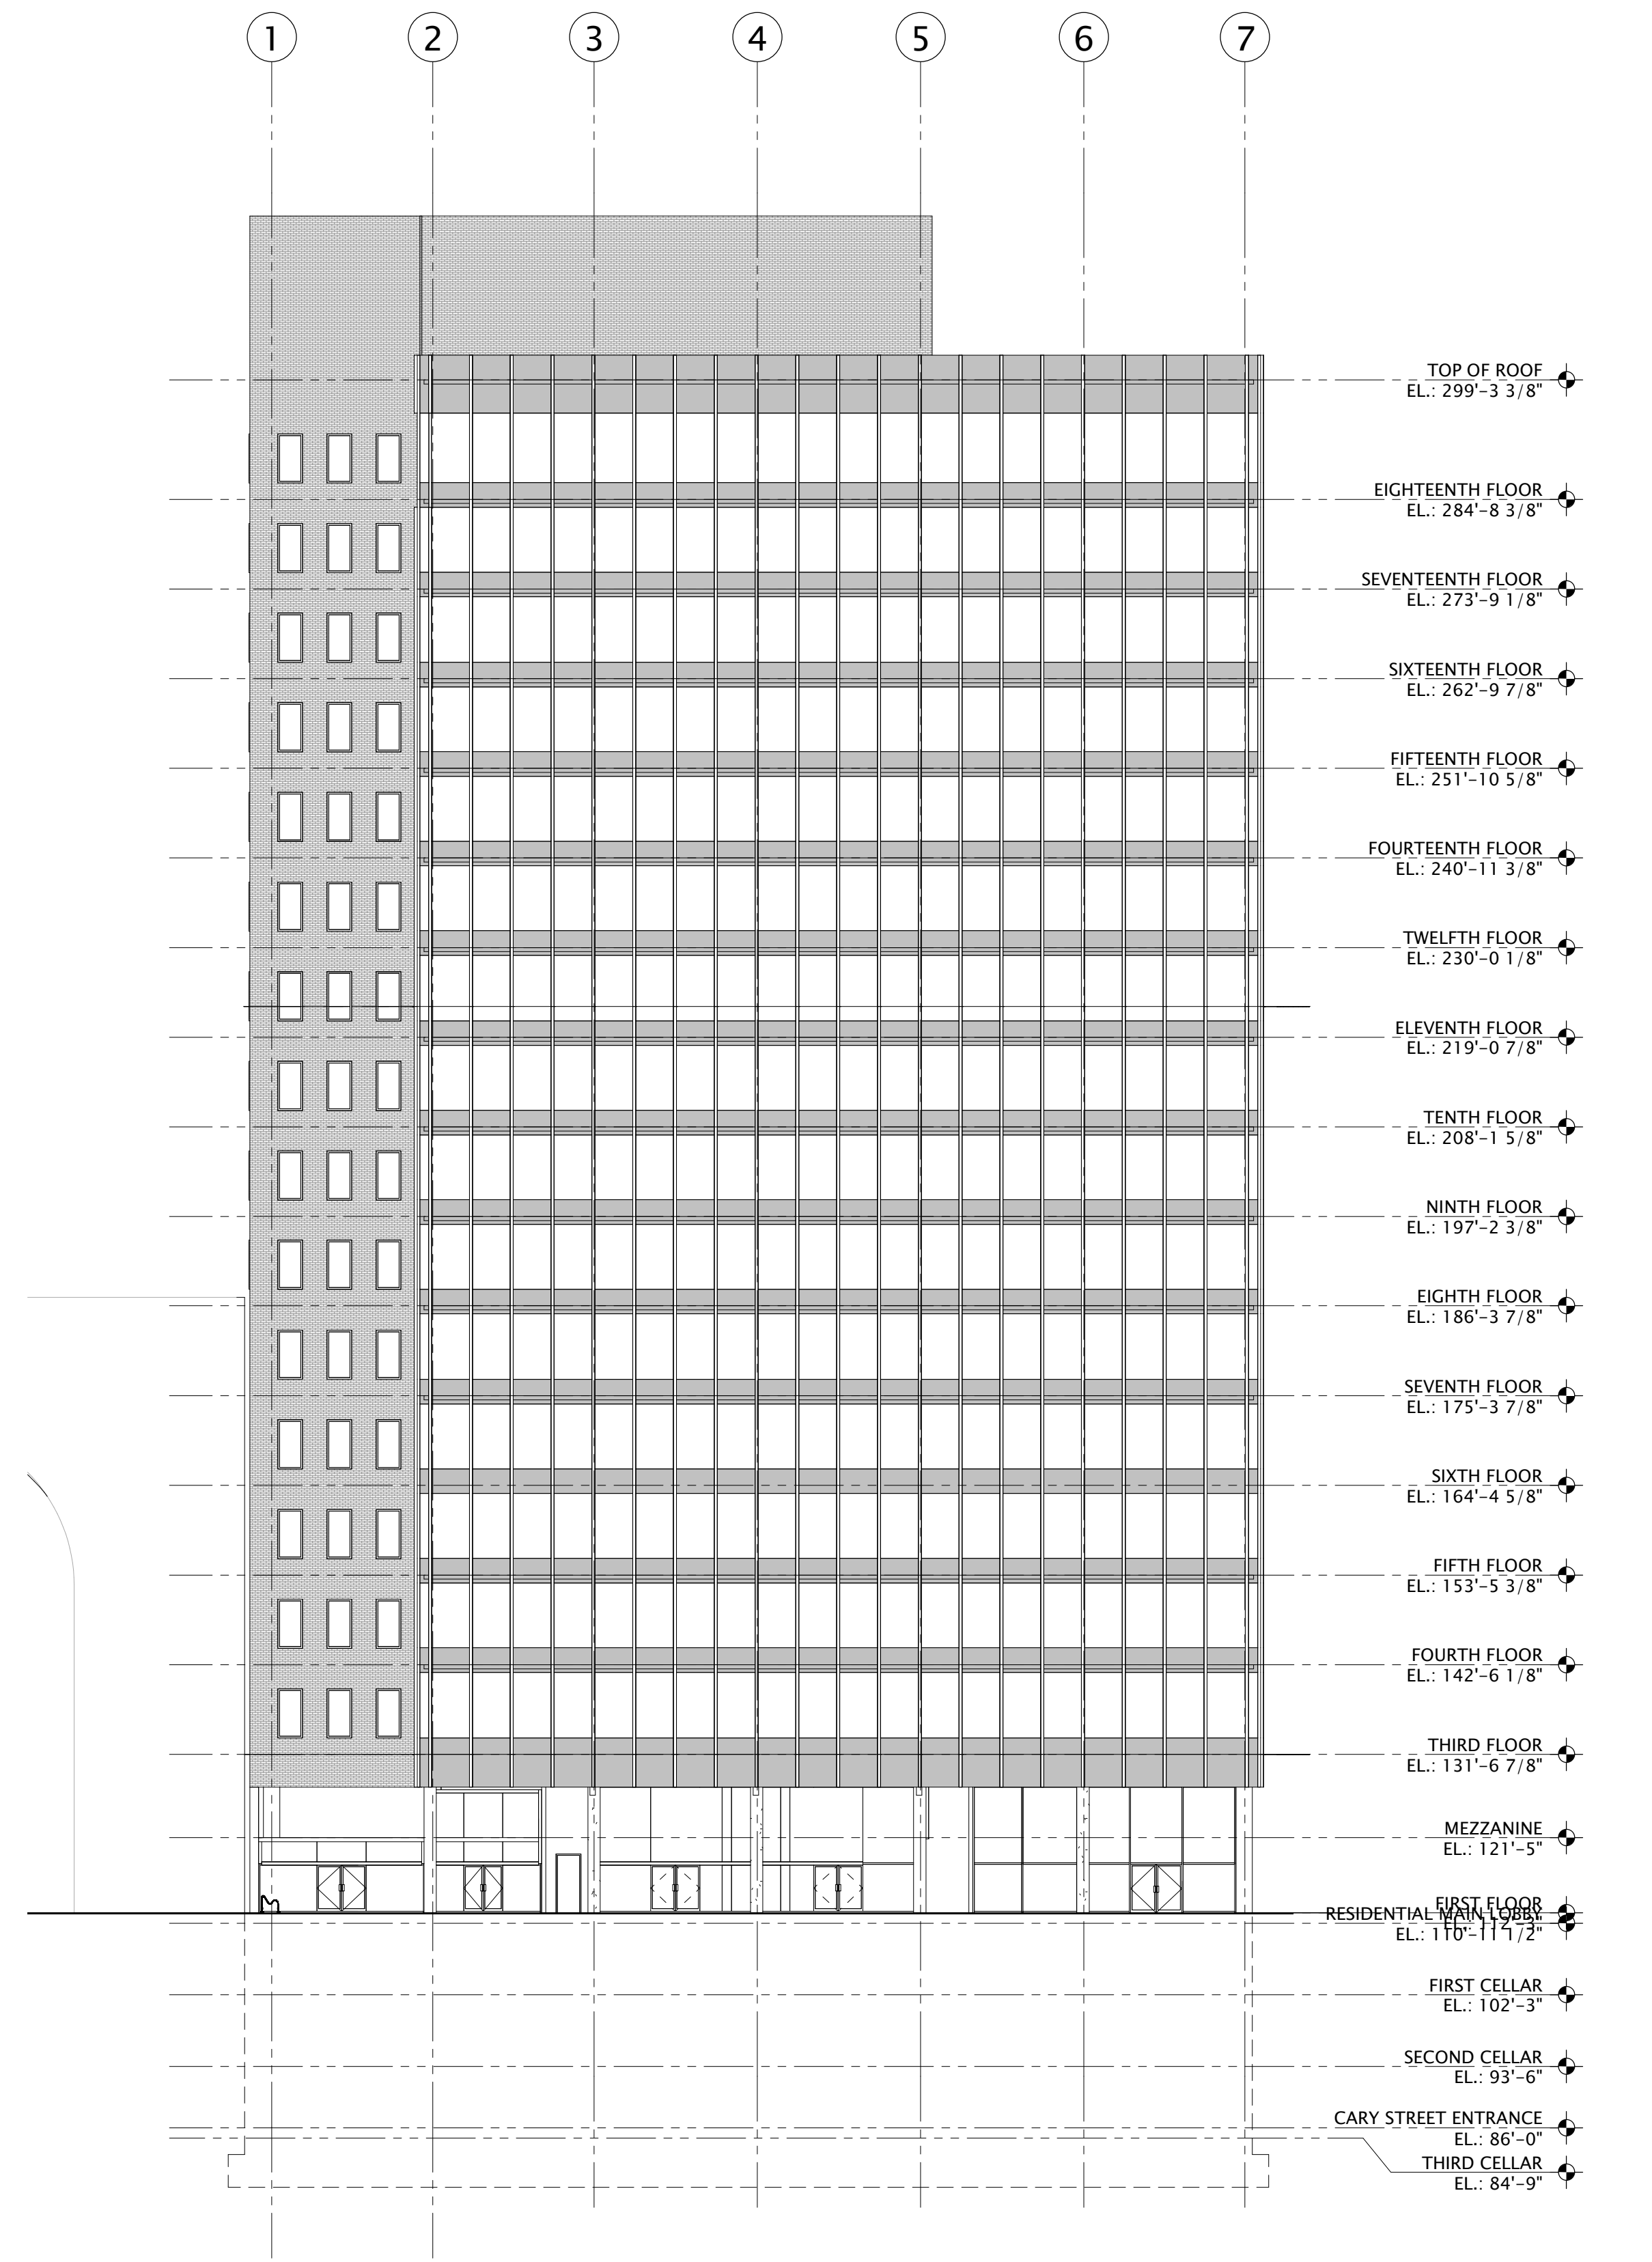 1 2 3 4 5 6 7
TOP OF ROOF
EL.: 299'-3 3/8"
EIGHTEENTH FLOOR
EL.: 284'-8 3/8"
SEVENTEENTH FLOOR
EL.: 273'-9 1/8"
SIXTEENTH FLOOR
EL.: 262'-9 7/8"
FIFTEENTH FLOOR
EL.: 251'-10 5/8"
FOURTEENTH FLOOR
EL.: 240'-11 3/8"
TWELFTH FLOOR
EL.: 230'-0 1/8"
ELEVENTH FLOOR
EL.: 219'-0 7/8"
TENTH FLOOR
EL.: 208'-1 5/8"
NINTH FLOOR
EL.: 197'-2 3/8"
EIGHTH FLOOR
EL.: 186'-3 7/8"
SEVENTH FLOOR
EL.: 175'-3 7/8"
SIXTH FLOOR
EL.: 164'-4 5/8"
FIFTH FLOOR
EL.: 153'-5 3/8"
FOURTH FLOOR
EL.: 142'-6 1/8"
THIRD FLOOR
EL.: 131'-6 7/8"
MEZZANINE
EL.: 121'-5"
FIRST FLOOR
EL.: 112'-3"
RESIDENTIAL MAIN LOBBY
EL.: 110'-11 1/2"
FIRST CELLAR
EL.: 102'-3"
SECOND CELLAR
EL.: 93'-6"
CARY STREET ENTRANCE
EL.: 86'-0"
THIRD CELLAR
EL.: 84'-9"